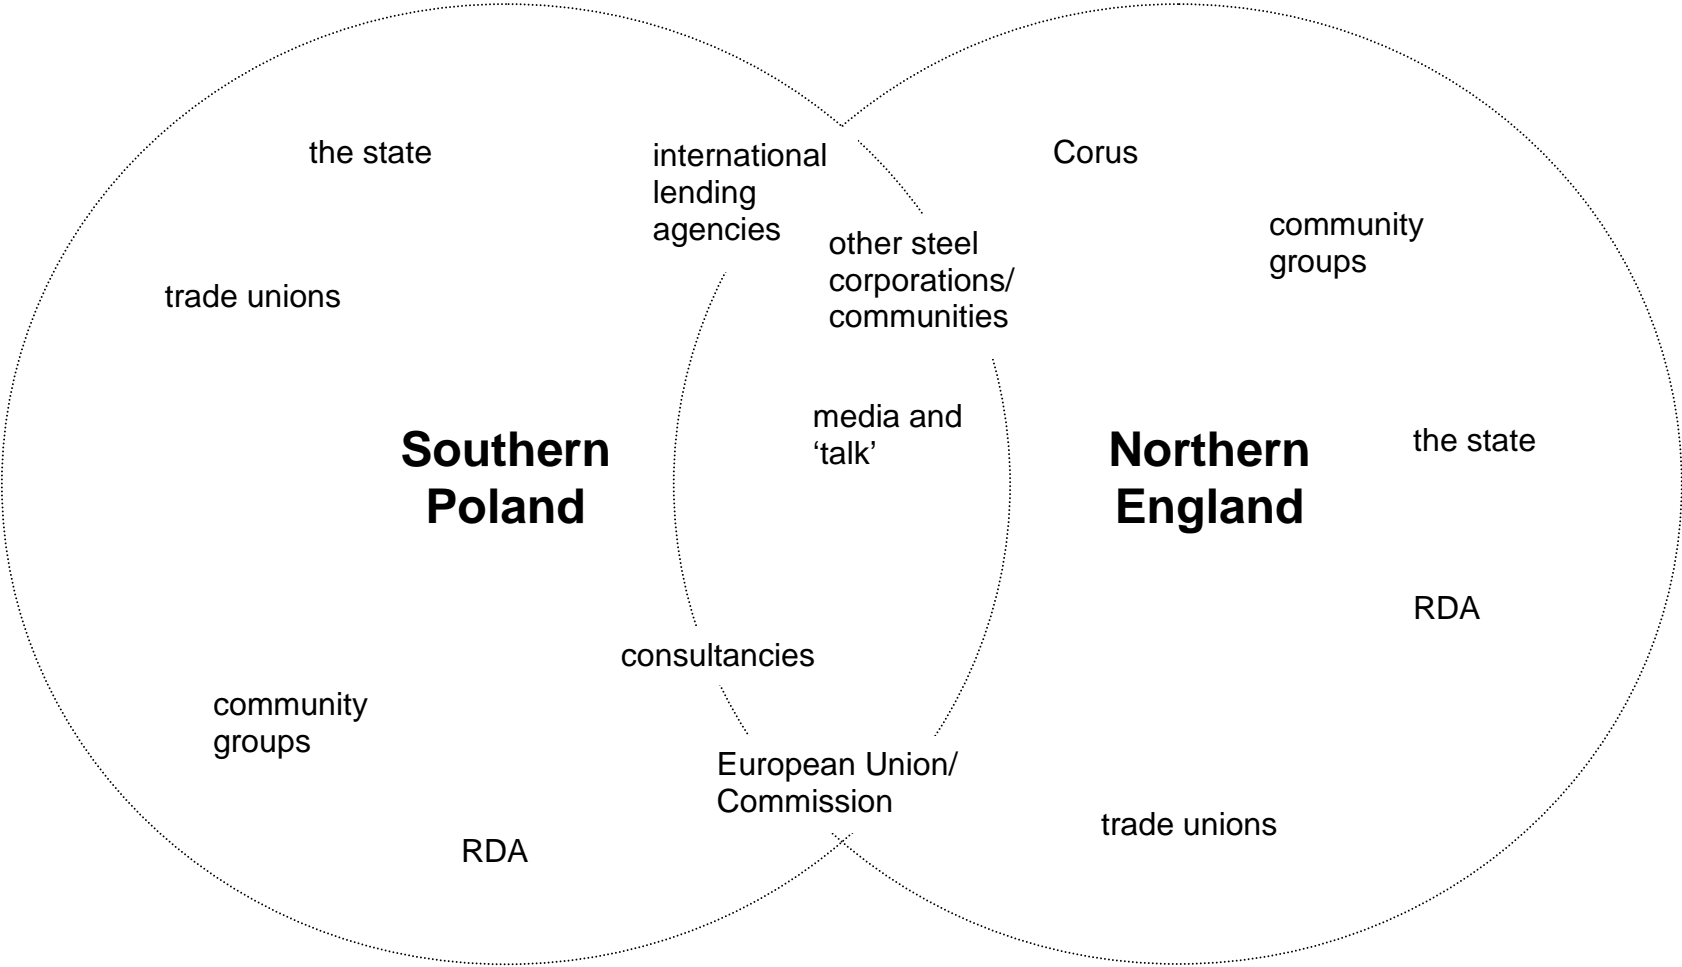 the state
trade unions
Southern
Poland
community
groups
RDA
international
lending
agencies
other steel
corporations/
communities
media and
‘talk’
consultancies
European Union/
Commission
Corus
community
groups
Northern
England
the state
RDA
trade unions